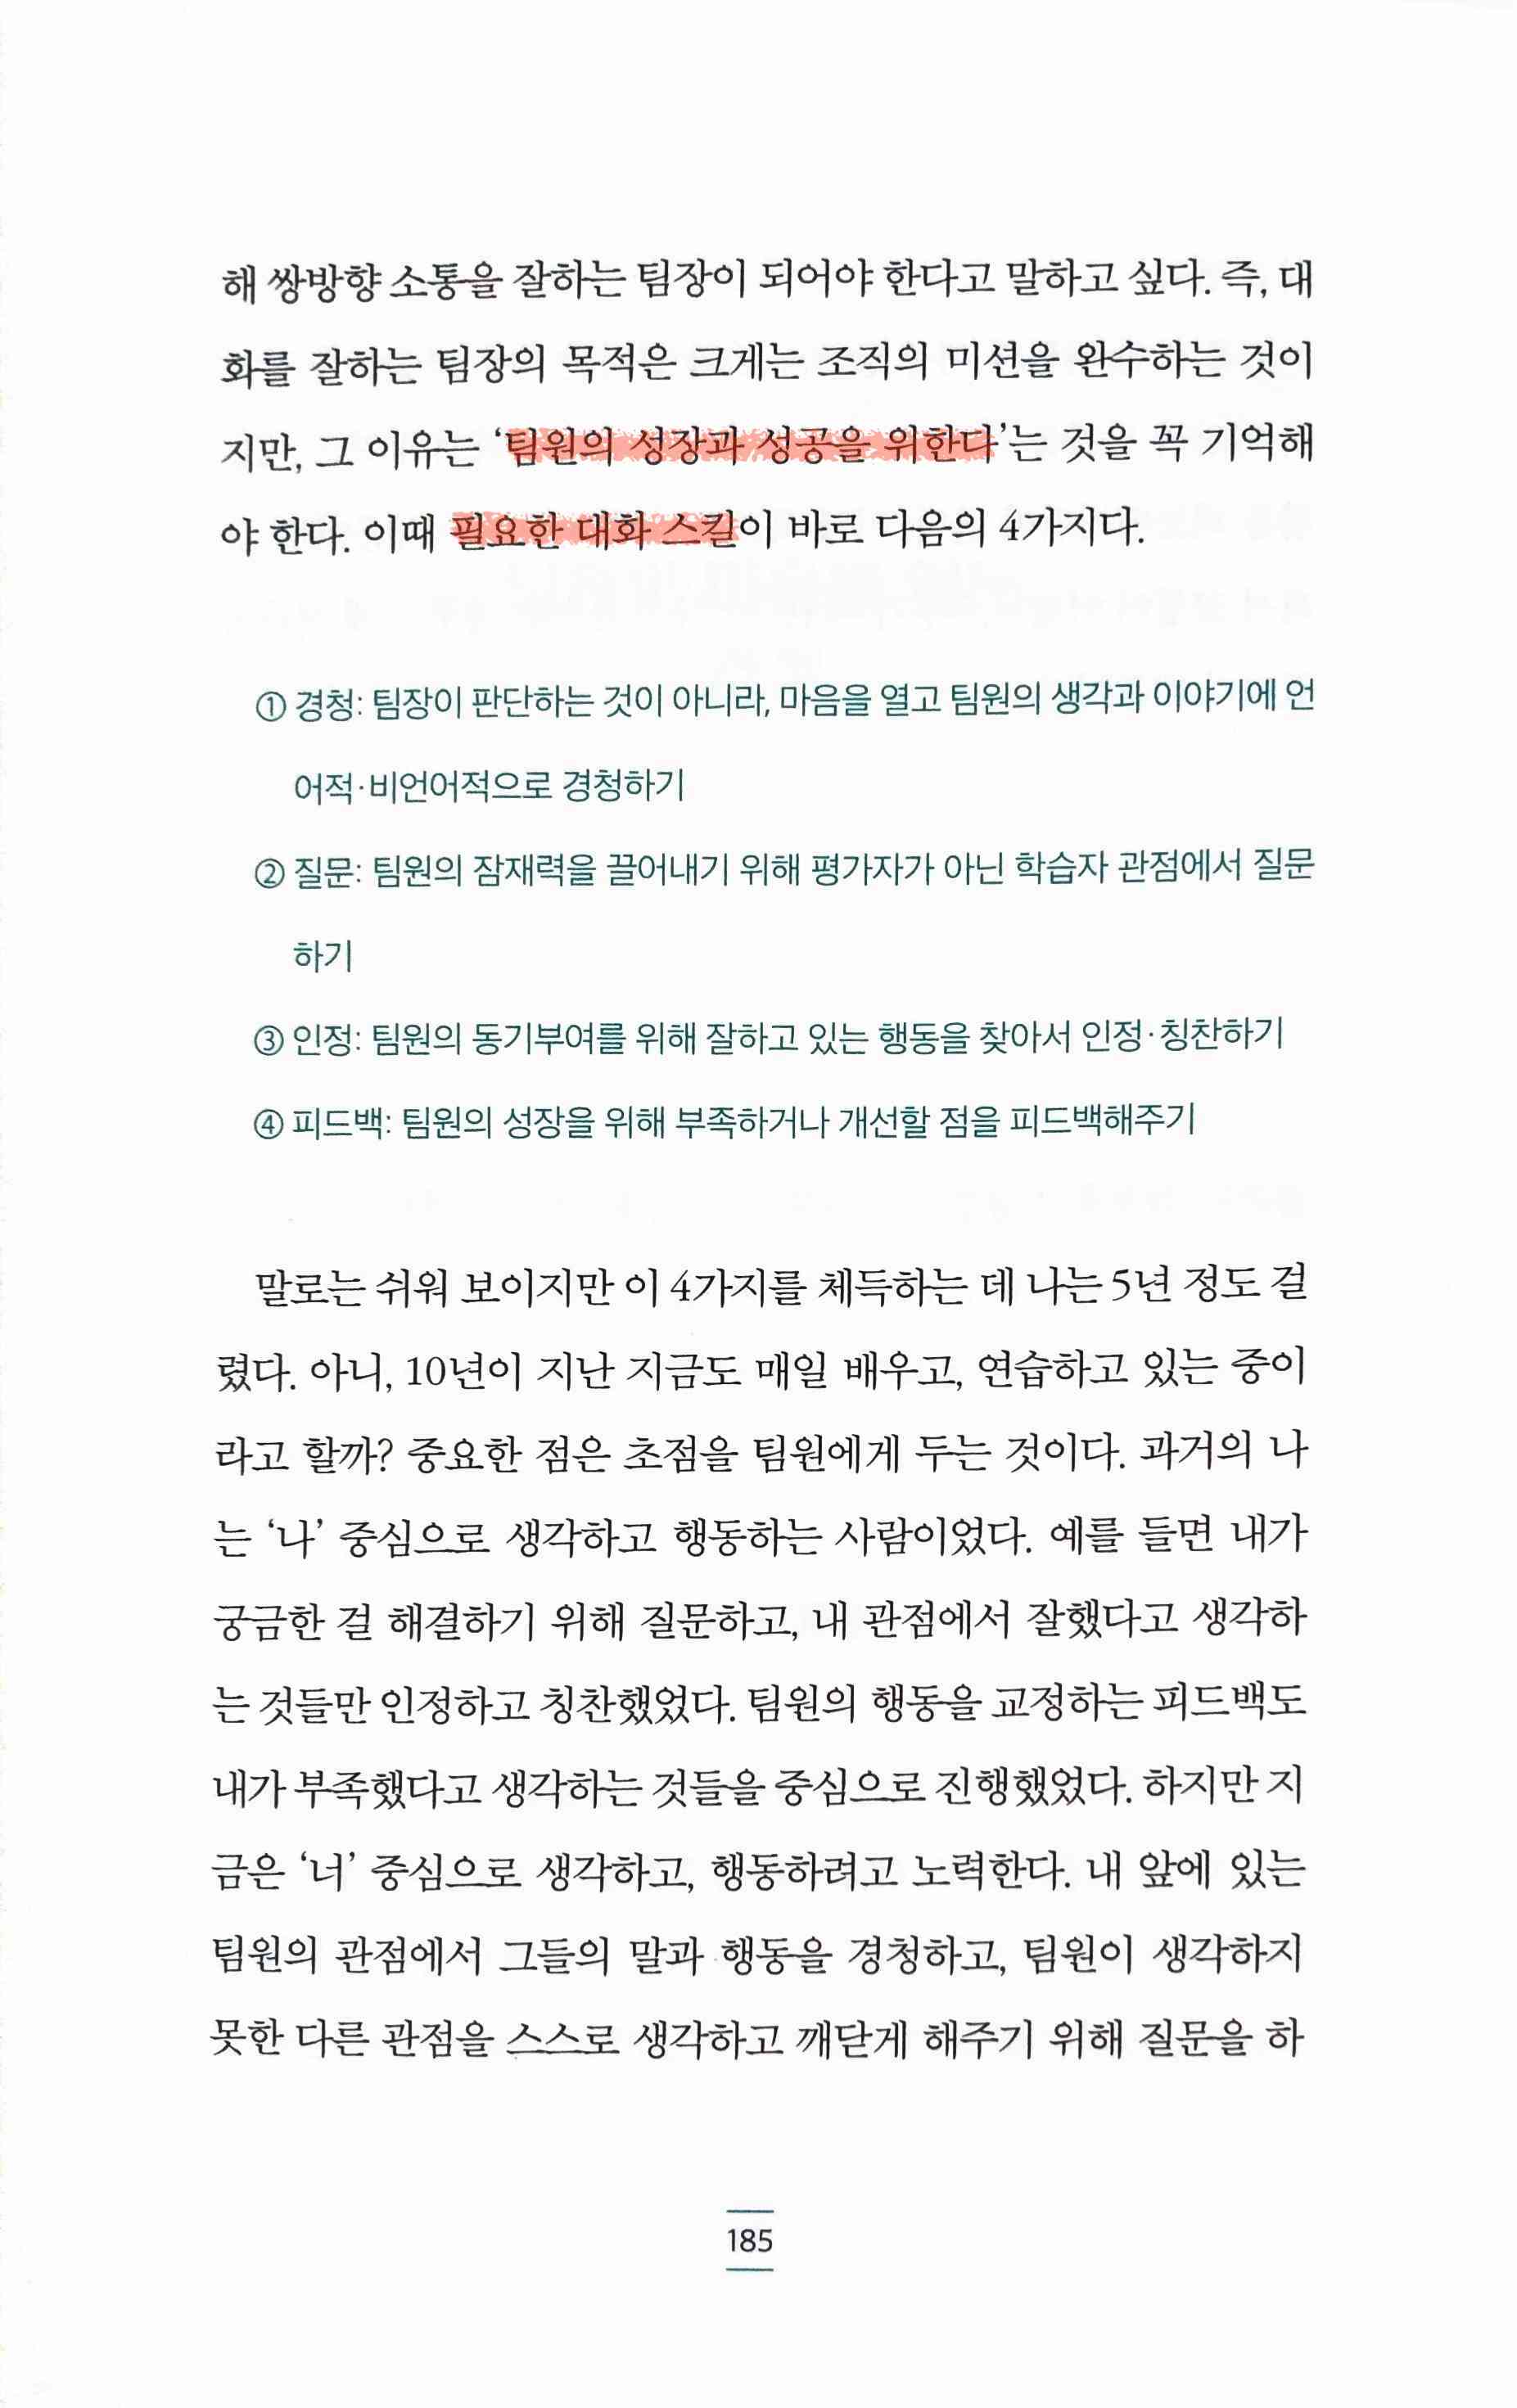 해 쌍방향 소통을 잘하는 팀장이 되어야 한다고 말하고 싶다. 즉, 대
화를 잘하는 팀장의 목적은 크게는 조직의 미션을 완수하는 것이
지만, 그 이유는 ‘팀원의 성장과 성공을 위한다’는 것을 꼭 기억해
야 한다. 이때 필요한 대화 스킬이 바로 다음의 4가지다.
① 경청: 팀장이 판단하는 것이 아니라, 마음을 열고 팀원의 생각과 이야기에 언
어적·비언어적으로 경청하기
② 질문: 팀원의 잠재력을 끌어내기 위해 평가자가 아닌 학습자 관점에서 질문
하기
③ 인정: 팀원의 동기부여를 위해 잘하고 있는 행동을 찾아서 인정·칭찬하기
④ 피드백: 팀원의 성장을 위해 부족하거나 개선할 점을 피드백해주기
말로는 쉬워 보이지만 이 4가지를 체득하는 데 나는 5년 정도 걸
렸다. 아니, 10년이 지난 지금도 매일 배우고, 연습하고 있는 중이
라고 할까? 중요한 점은 초점을 팀원에게 두는 것이다. 과거의 나
는 ‘나’ 중심으로 생각하고 행동하는 사람이었다. 예를 들면 내가
궁금한 걸 해결하기 위해 질문하고, 내 관점에서 잘했다고 생각하
는 것들만 인정하고 칭찬했었다. 팀원의 행동을 교정하는 피드백도
내가 부족했다고 생각하는 것들을 중심으로 진행했었다. 하지만 지
금은 ‘너’ 중심으로 생각하고, 행동하려고 노력한다. 내 앞에 있는
팀원의 관점에서 그들의 말과 행동을 경청하고, 팀원이 생각하지
못한 다른 관점을 스스로 생각하고 깨닫게 해주기 위해 질문을 하
185